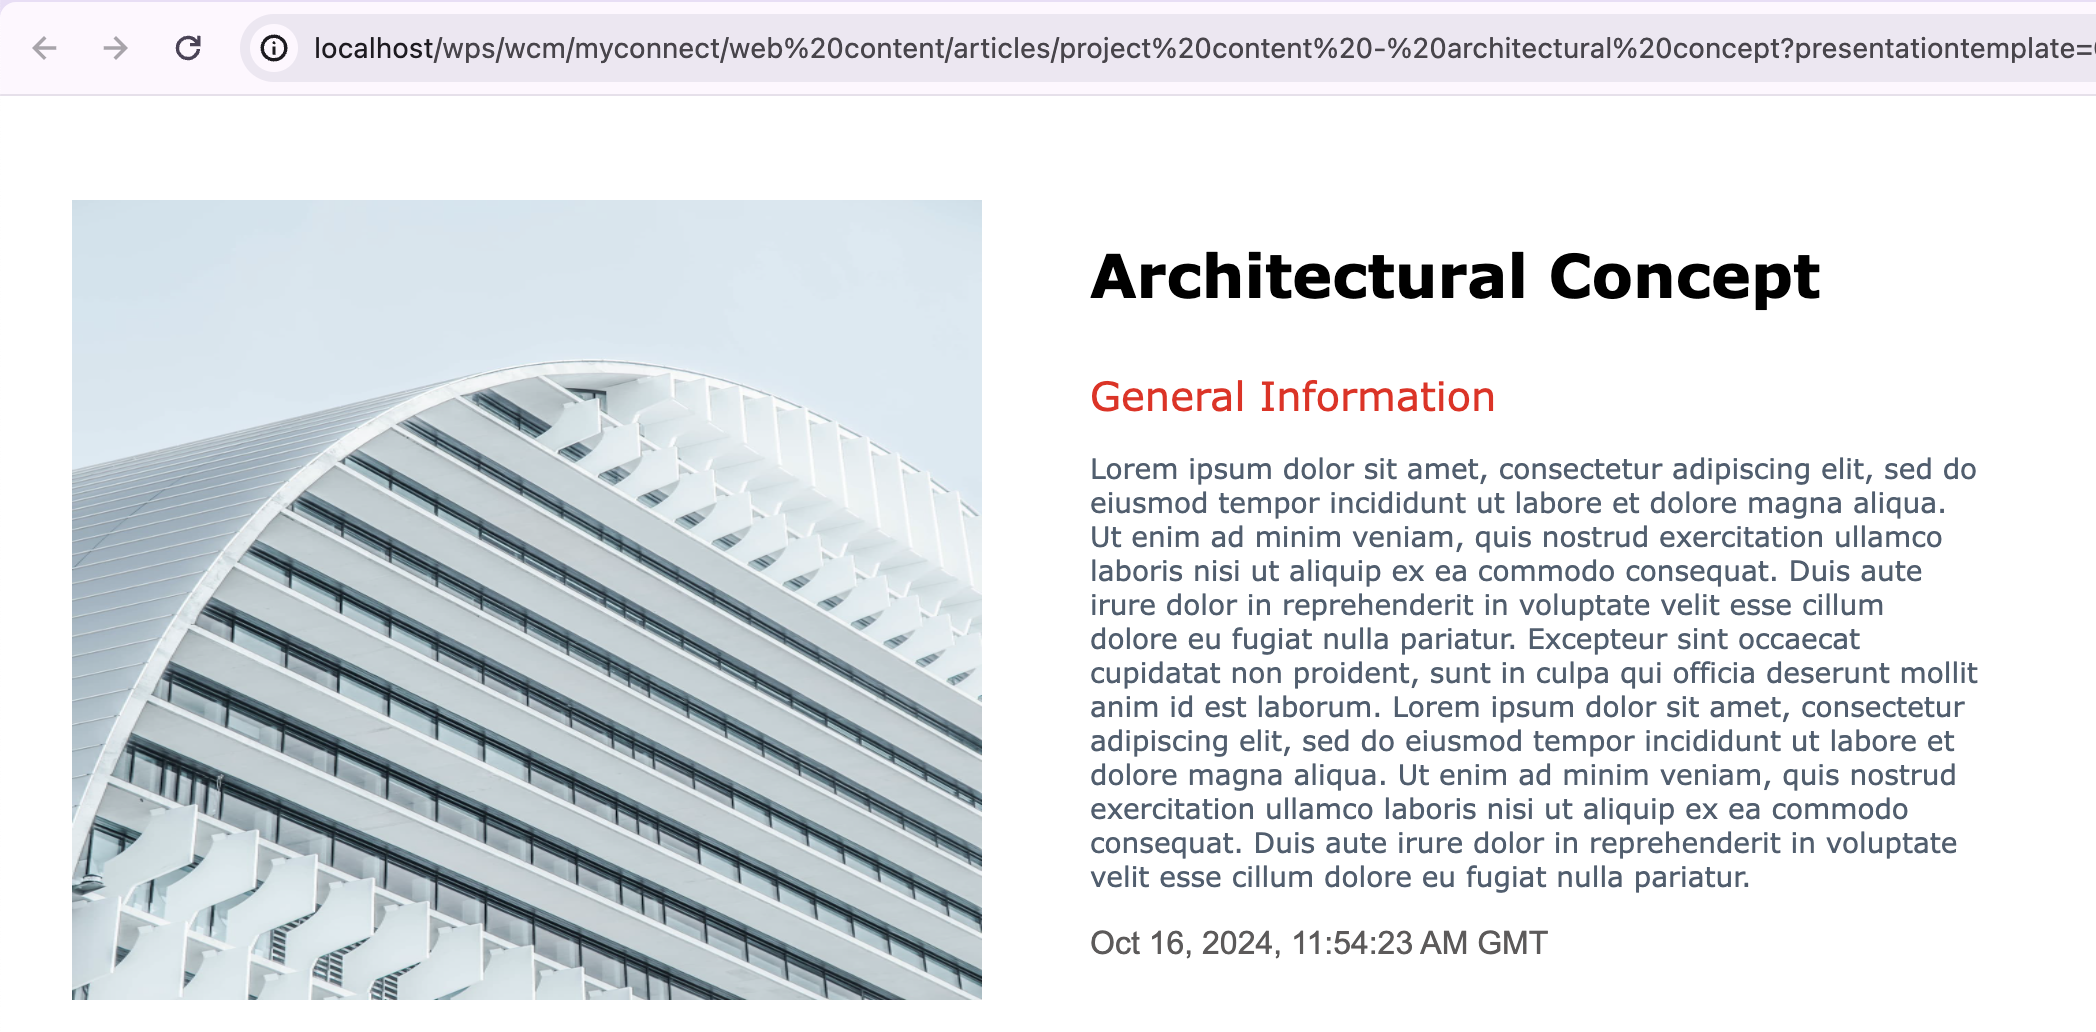 localhost/wps/wcm/myconnect/web%20content/articles/project%20content%20-%20architectural%20concept?presentationtemplate=
Architectural Concept
General Information
Lorem ipsum dolor sit amet, consectetur adipiscing elit, sed do
eiusmod tempor incididunt ut labore et dolore magna aliqua.
Ut enim ad minim veniam, quis nostrud exercitation ullamco
laboris nisi ut aliquip ex ea commodo consequat. Duis aute
irure dolor in reprehenderit in voluptate velit esse cillum
dolore eu fugiat nulla pariatur. Excepteur sint occaecat
cupidatat non proident, sunt in culpa qui officia deserunt mollit
anim id est laborum. Lorem ipsum dolor sit amet, consectetur
adipiscing elit, sed do eiusmod tempor incididunt ut labore et
dolore magna aliqua. Ut enim ad minim veniam, quis nostrud
exercitation ullamco laboris nisi ut aliquip ex ea commodo
consequat. Duis aute irure dolor in reprehenderit in voluptate
velit esse cillum dolore eu fugiat nulla pariatur.
Oct 16, 2024, 11:54:23 AM GMT